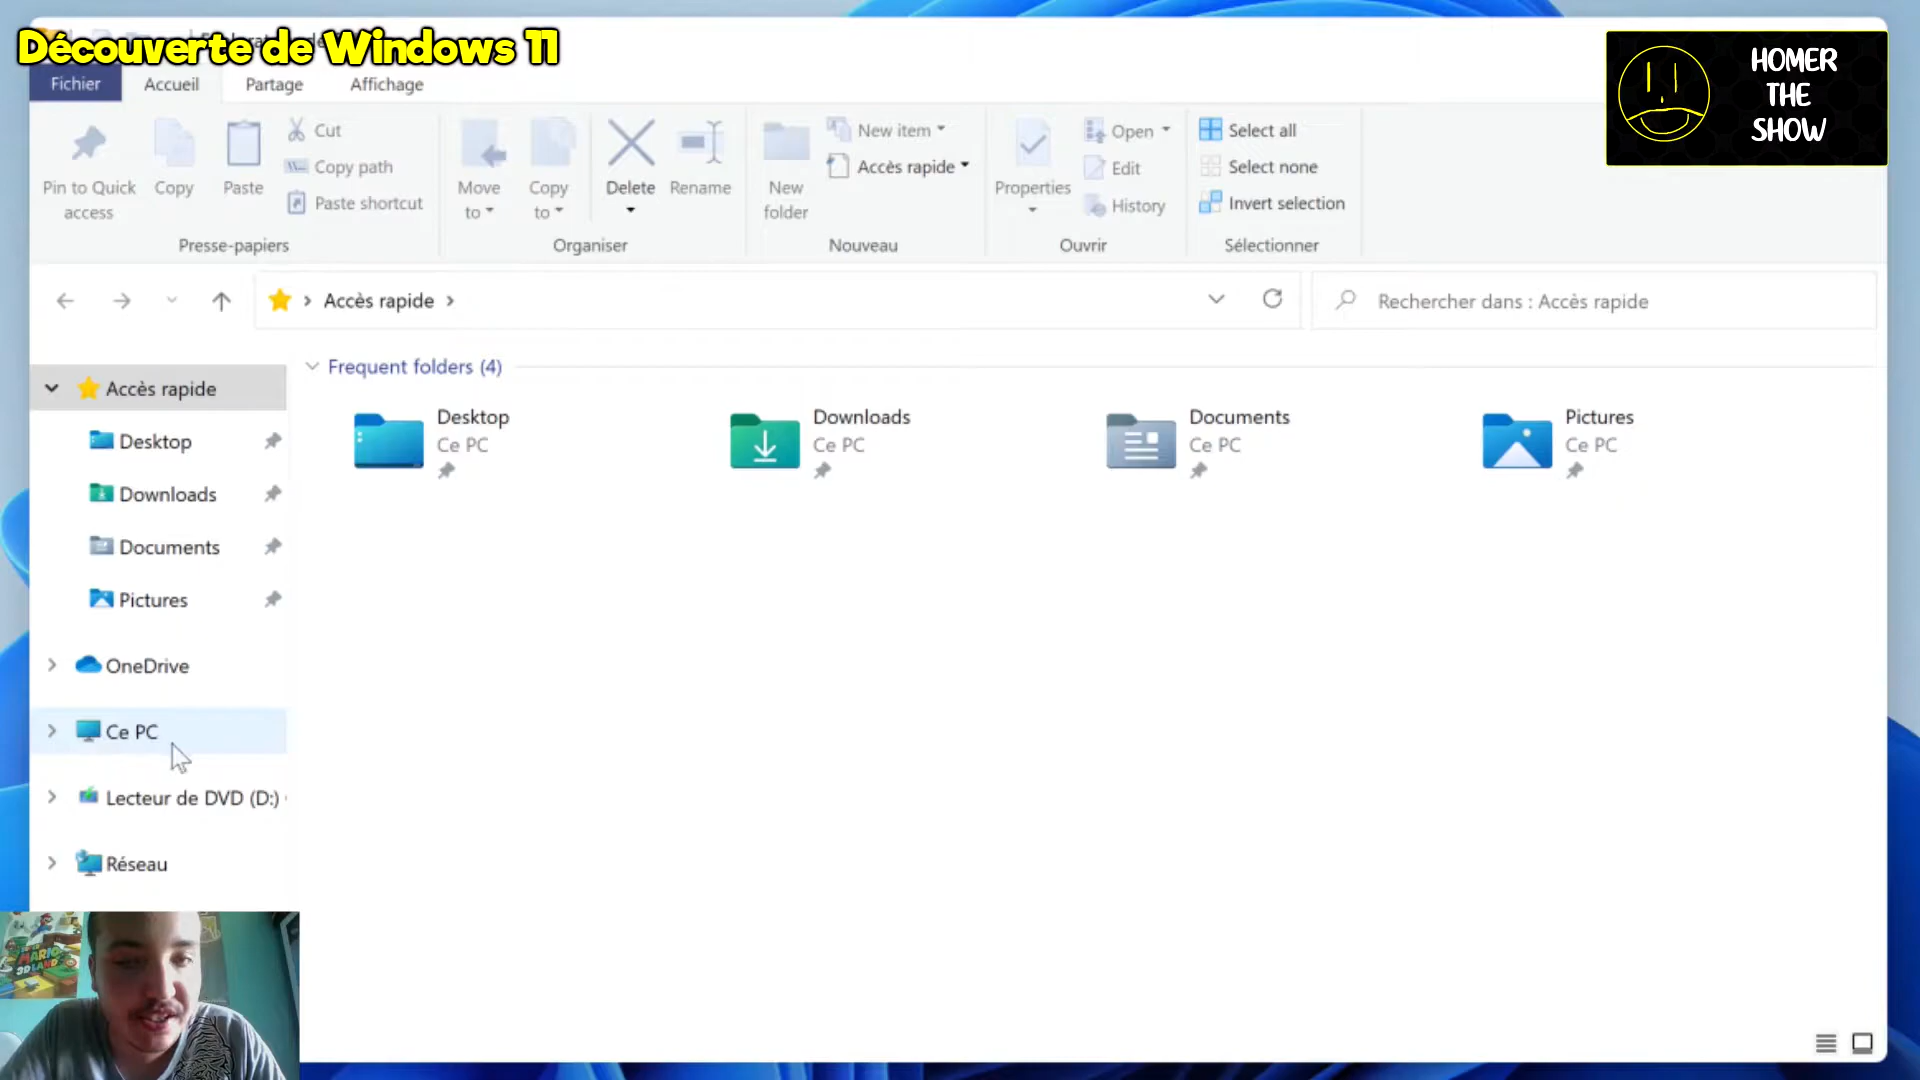 Découverte de Windows 11
HOMER
THE
SHOW
Fichier
Accueil
Partage
Affichage
Pin to Quick
access
Copy
Paste
Cut
Copy path
Paste shortcut
Presse-papiers
Move
to
Copy
to
Delete
Rename
Organiser
New
folder
New item
Accès rapide
Nouveau
Properties
Open
Edit
History
Ouvrir
Select all
Select none
Invert selection
Sélectionner
Accès rapide
Rechercher dans : Accès rapide
Accès rapide
Desktop
Downloads
Documents
Pictures
OneDrive
Ce PC
Lecteur de DVD (D:)
Réseau
Frequent folders (4)
Desktop
Ce PC
Downloads
Ce PC
Documents
Ce PC
Pictures
Ce PC
MARIO
3D LAND